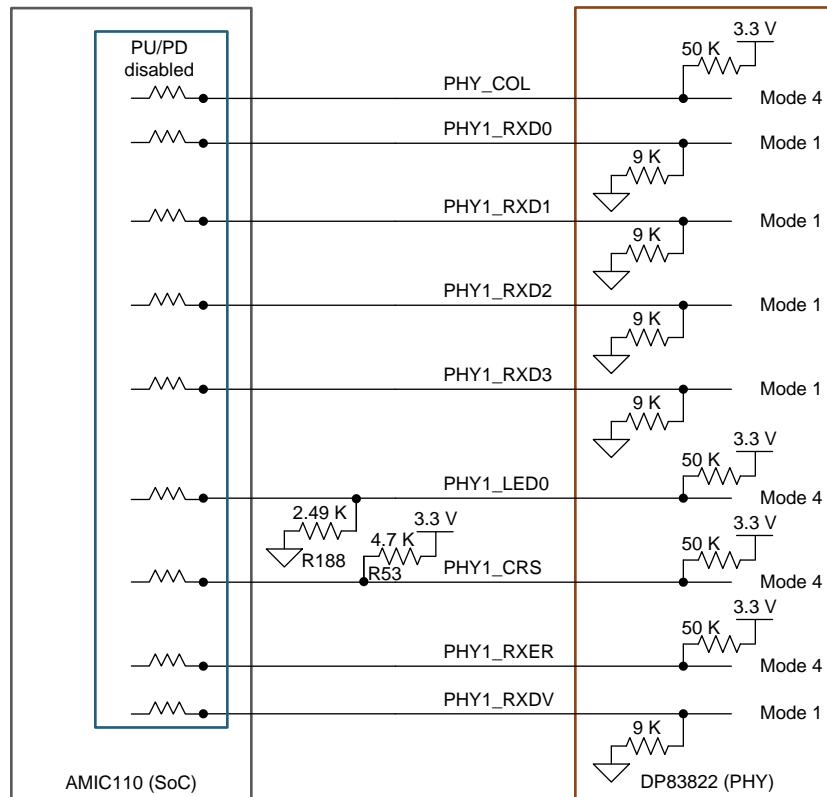 PU/PD
disabled
3.3 V
50 K
PHY_COL
Mode 4
PHY1_RXD0
Mode 1
9 K
PHY1_RXD1
Mode 1
9 K
PHY1_RXD2
Mode 1
9 K
PHY1_RXD3
Mode 1
9 K
3.3 V
50 K
PHY1_LED0
Mode 4
2.49 K
R188
3.3 V
4.7 K
R53
3.3 V
50 K
PHY1_CRS
Mode 4
3.3 V
50 K
PHY1_RXER
Mode 4
PHY1_RXDV
Mode 1
9 K
AMIC110 (SoC)
DP83822 (PHY)